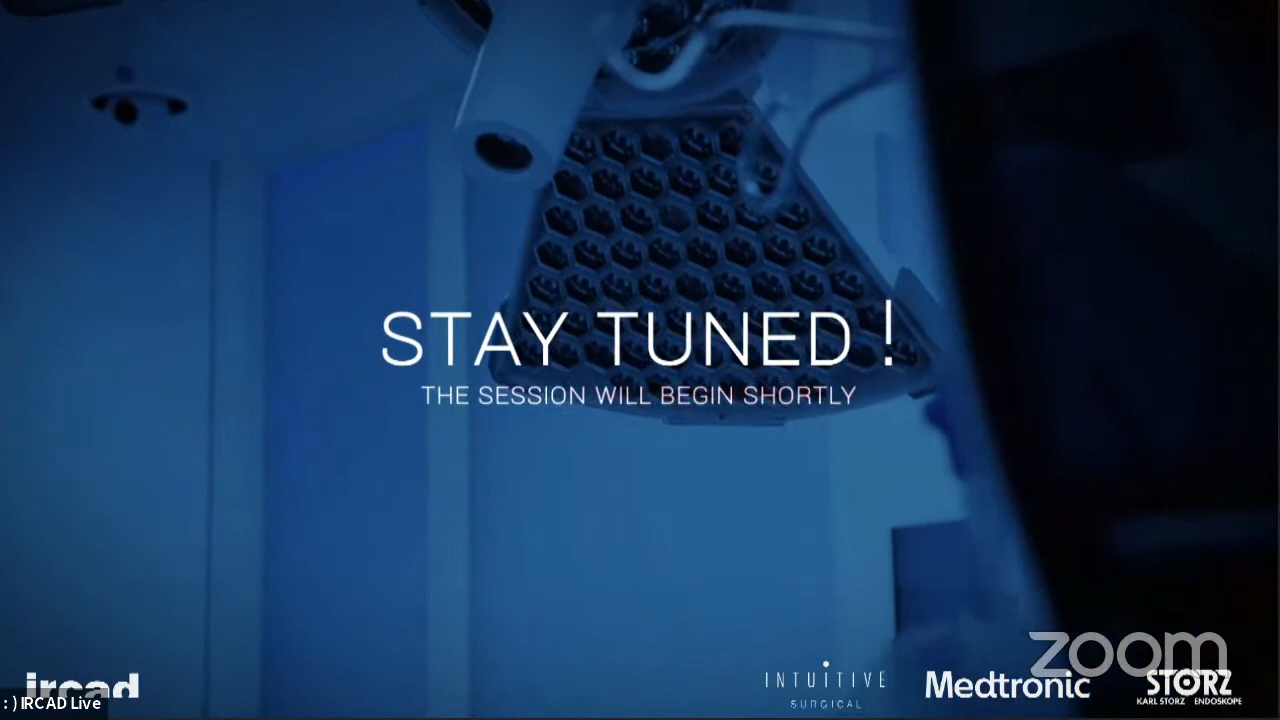 STAY TUNED !
THE SESSION WILL BEGIN SHORTLY
zoom
ircad
INTUITIVE
SURGICAL
Medtronic
STORZ
KARL STORZ ENDOSKOPE
: ) IRCAD Live